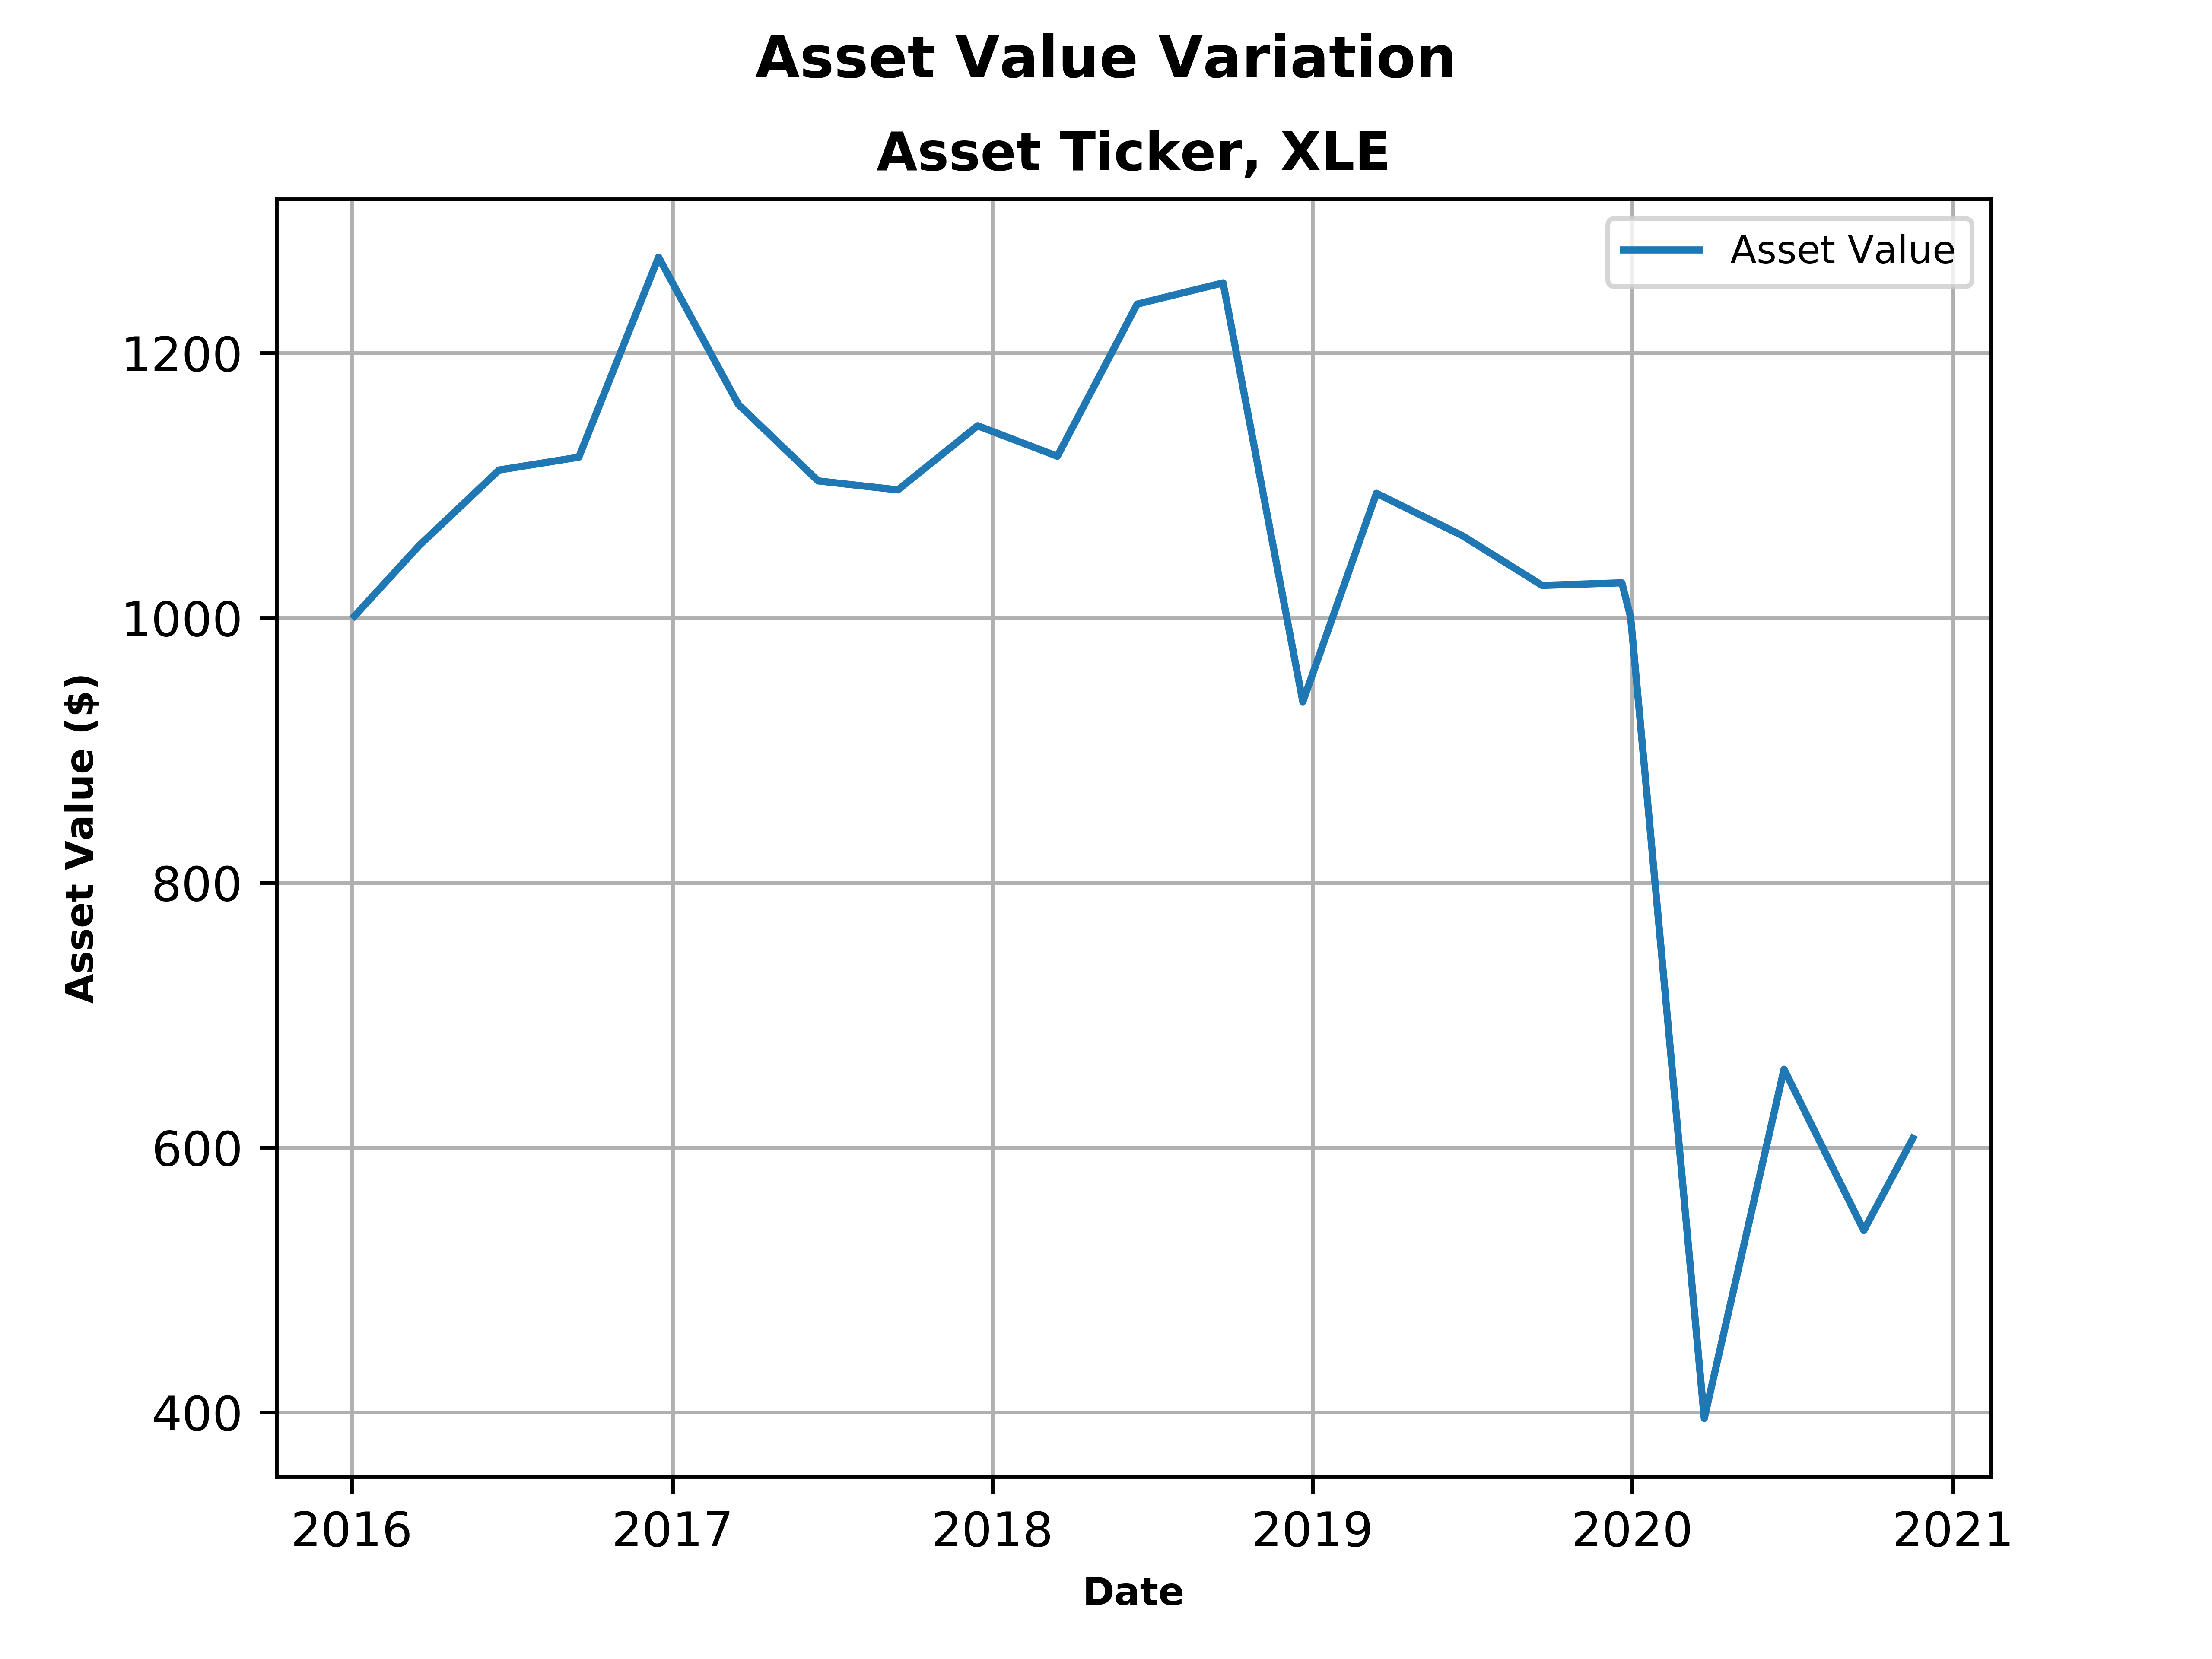 Asset Value Variation
Asset Ticker, XLE
Asset Value
1200
1000
800
600
400
Asset Value ($)
2016 2017 2018 2019 2020 2021
Date